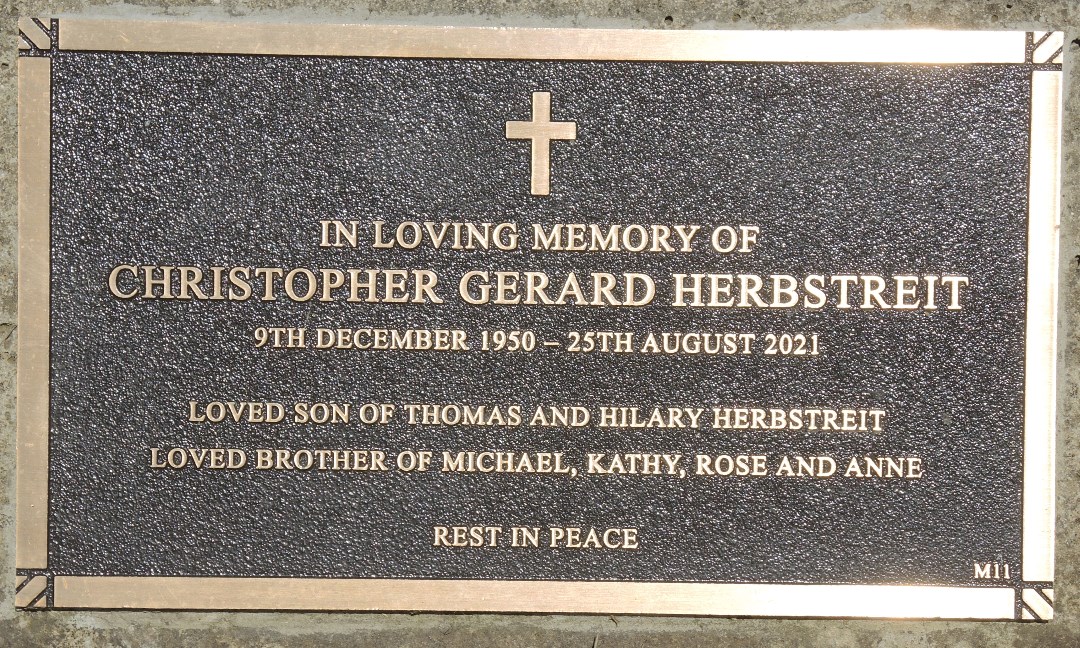 IN LOVING MEMORY OF
CHRISTOPHER GERARD HERBSTREIT
9TH DECEMBER 1950 – 25TH AUGUST 2021
LOVED SON OF THOMAS AND HILARY HERBSTREIT
LOVED BROTHER OF MICHAEL, KATHY, ROSE AND ANNE
REST IN PEACE
M11